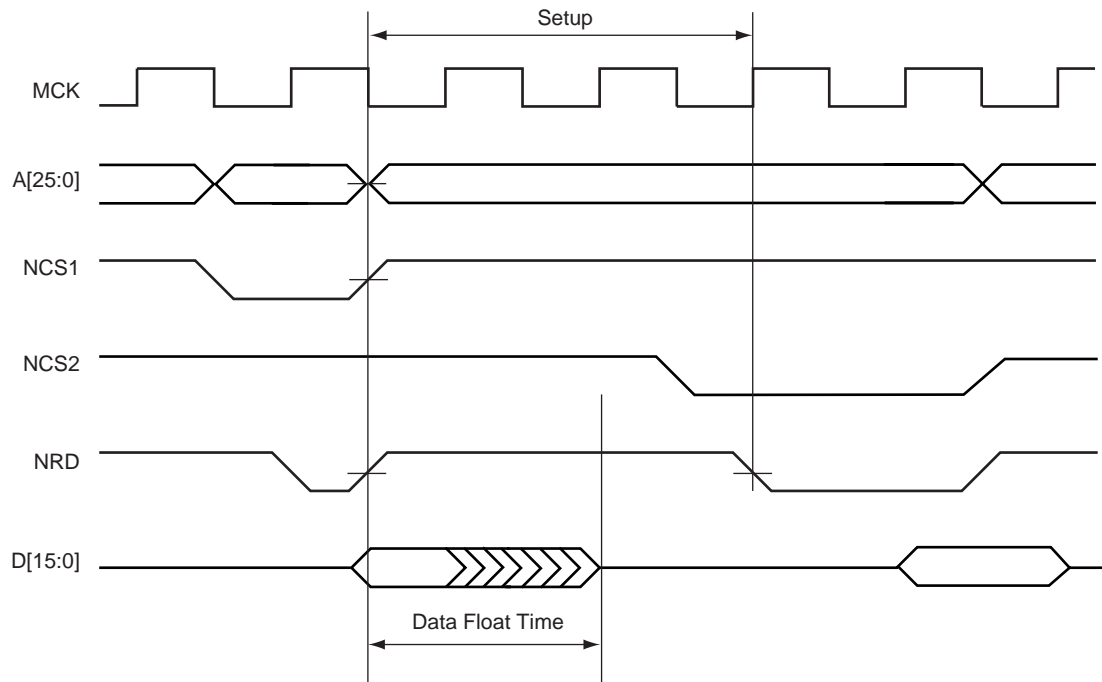 Setup
MCK
A[25:0]
NCS1
NCS2
NRD
D[15:0]
Data Float Time